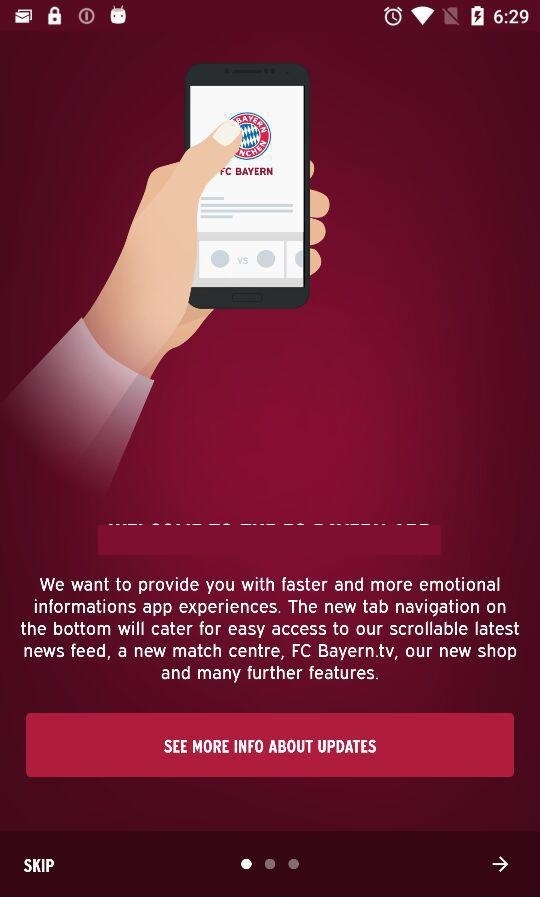 6:29
BAYERN
MÜNCHEN
FC BAYERN
VS
We want to provide you with faster and more emotional
informations app experiences. The new tab navigation on
the bottom will cater for easy access to our scrollable latest
news feed, a new match centre, FC Bayern.tv, our new shop
and many further features.
SEE MORE INFO ABOUT UPDATES
SKIP